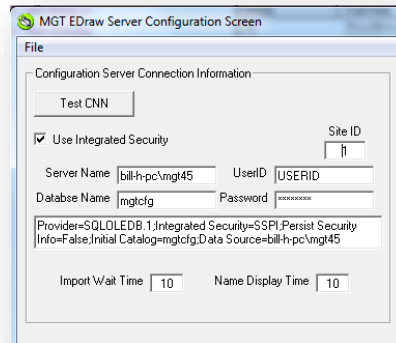 MGT EDraw Server Configuration Screen
File
Configuration Server Connection Information
Test CNN
Use Integrated Security
Site ID
1
Server Name bill-h-pc\mgt45 UserID USERID
Databse Name mgtcfg Password ********
Provider=SQLOLEDB.1;Integrated Security=SSPI;Persist Security
Info=False;Initial Catalog=mgtcfg;Data Source=bill-h-pc\mgt45
Import Wait Time 10 Name Display Time 10